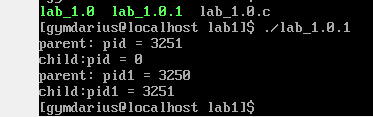 lab_1.0 lab_1.0.1 lab_1.0.c
[gymdarius@localhost lab1]$ ./lab_1.0.1
parent: pid = 3251
child:pid = 0
parent: pid1 = 3250
child:pid1 = 3251
[gymdarius@localhost lab1]$